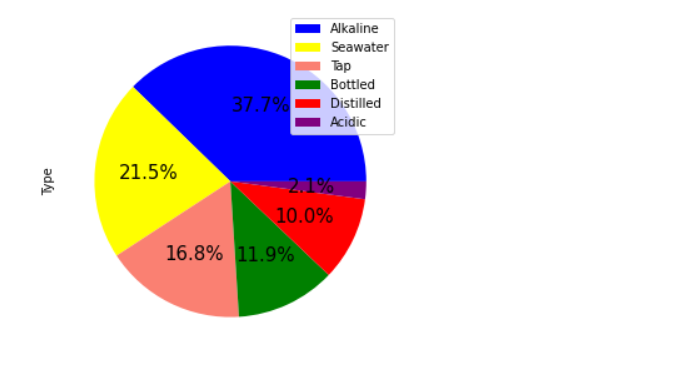 Alkaline
Seawater
Tap
Bottled
Distilled
Acidic
37.7%
21.5%
16.8%
11.9%
10.0%
2.1%
Type